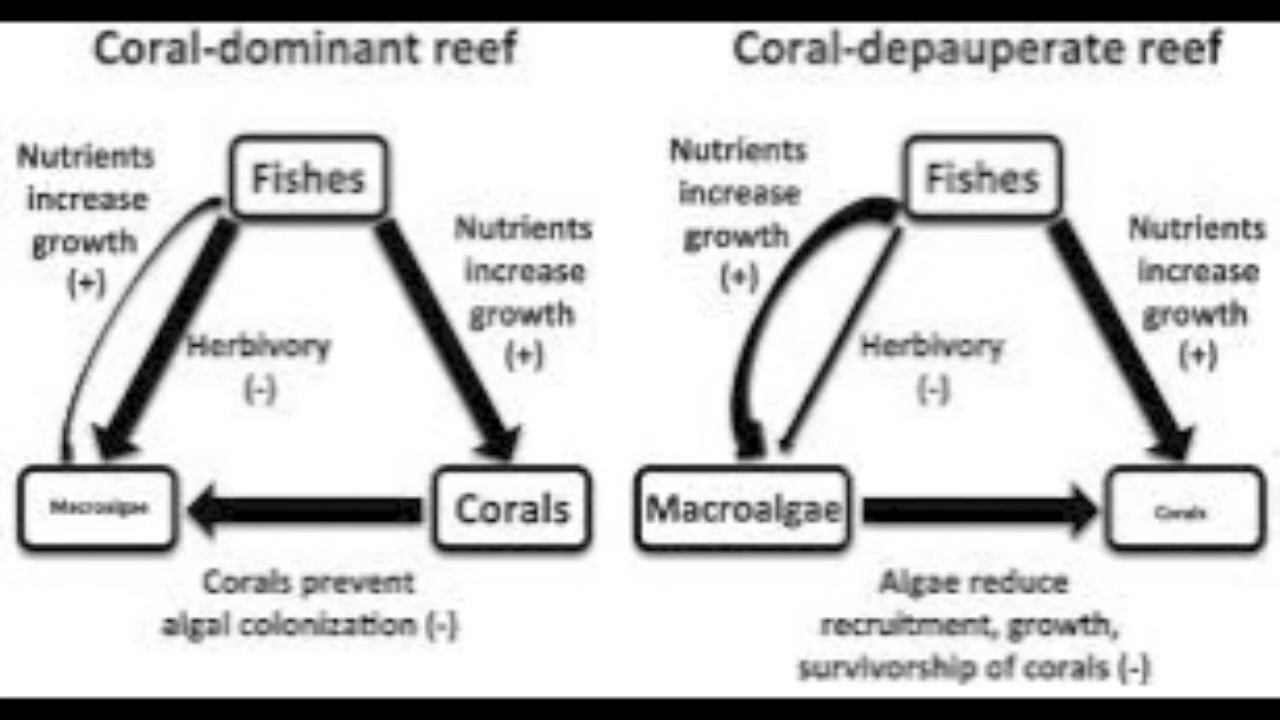 Coral-dominant reef
Nutrients
increase
growth
(+)
Fishes
Nutrients
increase
growth
(+)
Herbivory
(-)
Macroalgae
Corals
Corals prevent
algal colonization (-)
Coral-depauperate reef
Nutrients
increase
growth
(+)
Fishes
Nutrients
increase
growth
(+)
Herbivory
(-)
Macroalgae
Corals
Algae reduce
recruitment, growth,
survivorship of corals (-)